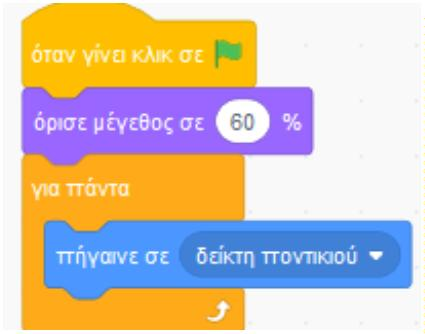 όταν γίνει κλικ σε
όρισε μέγεθος σε 60 %
για πάντα
πήγαινε σε δείκτη ποντικιού